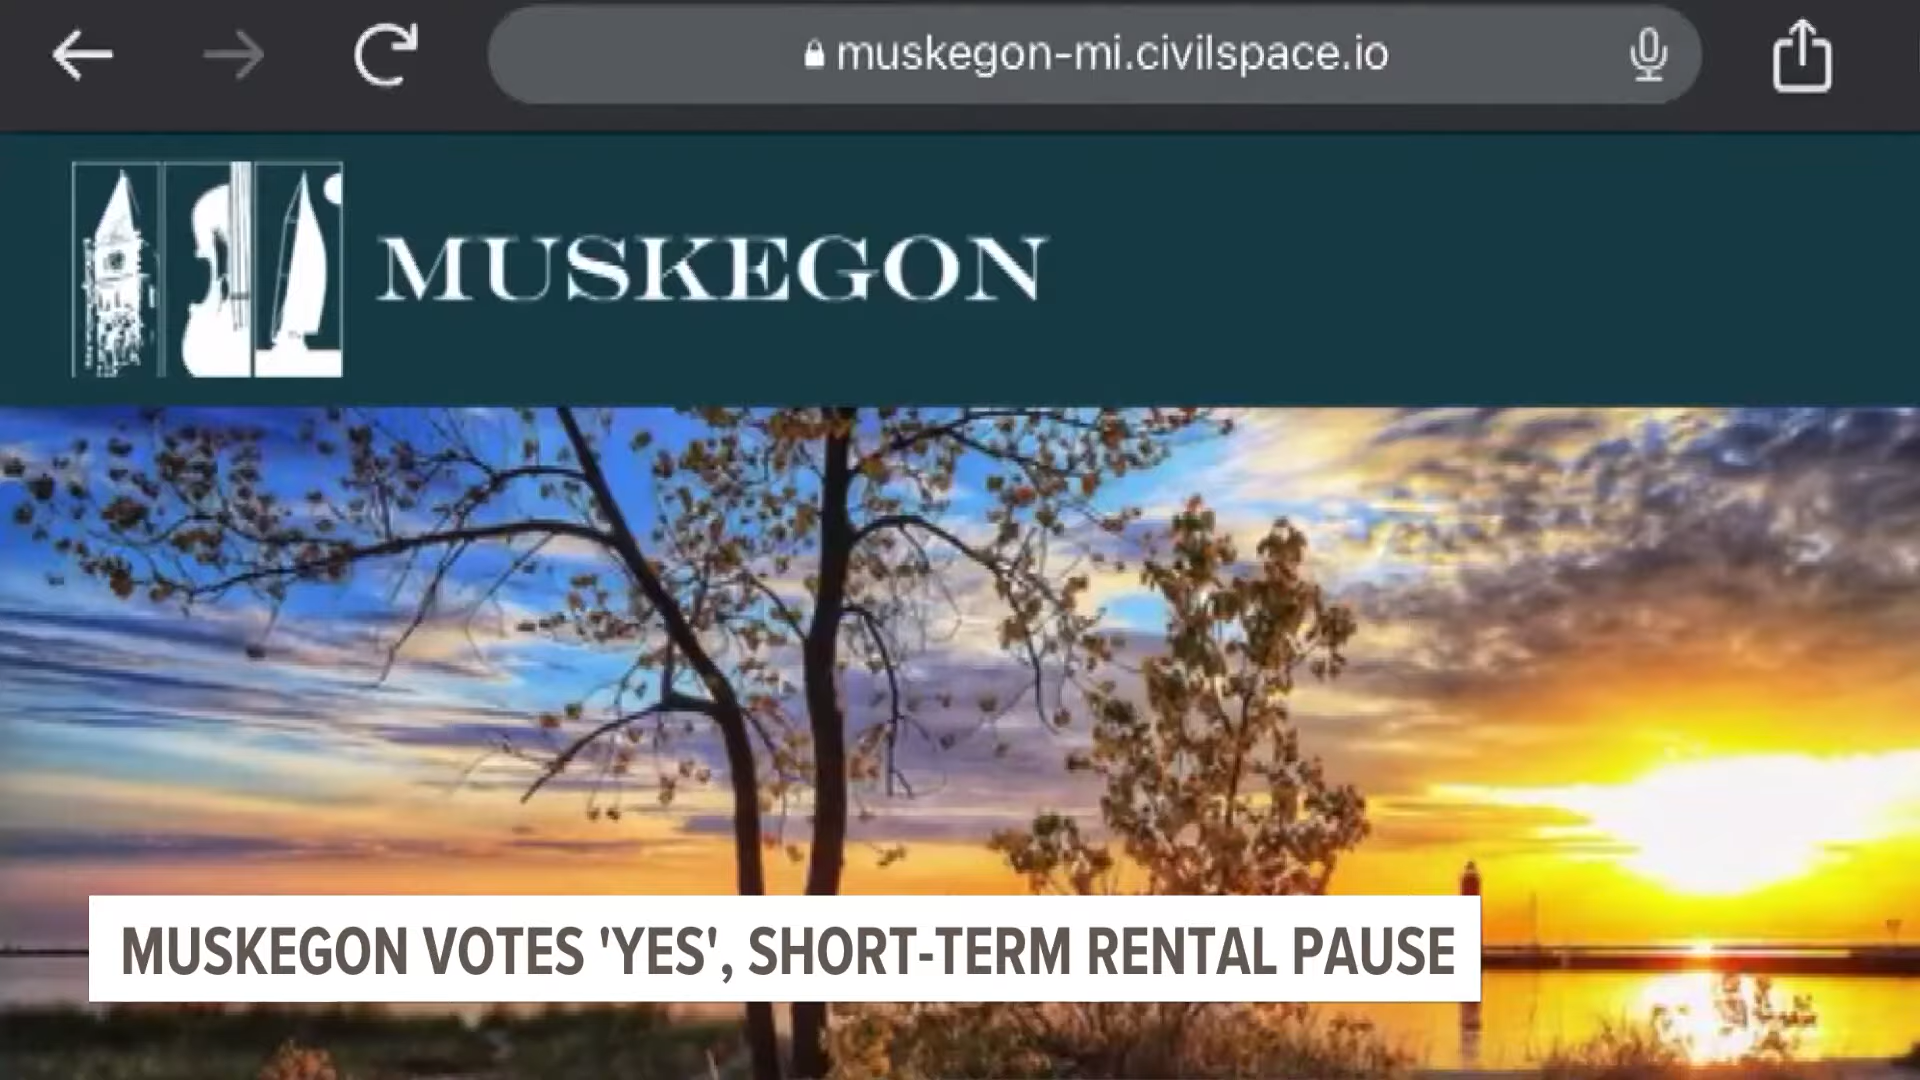 muskegon-mi.civilspace.io
MUSKEGON
MUSKEGON VOTES 'YES', SHORT-TERM RENTAL PAUSE